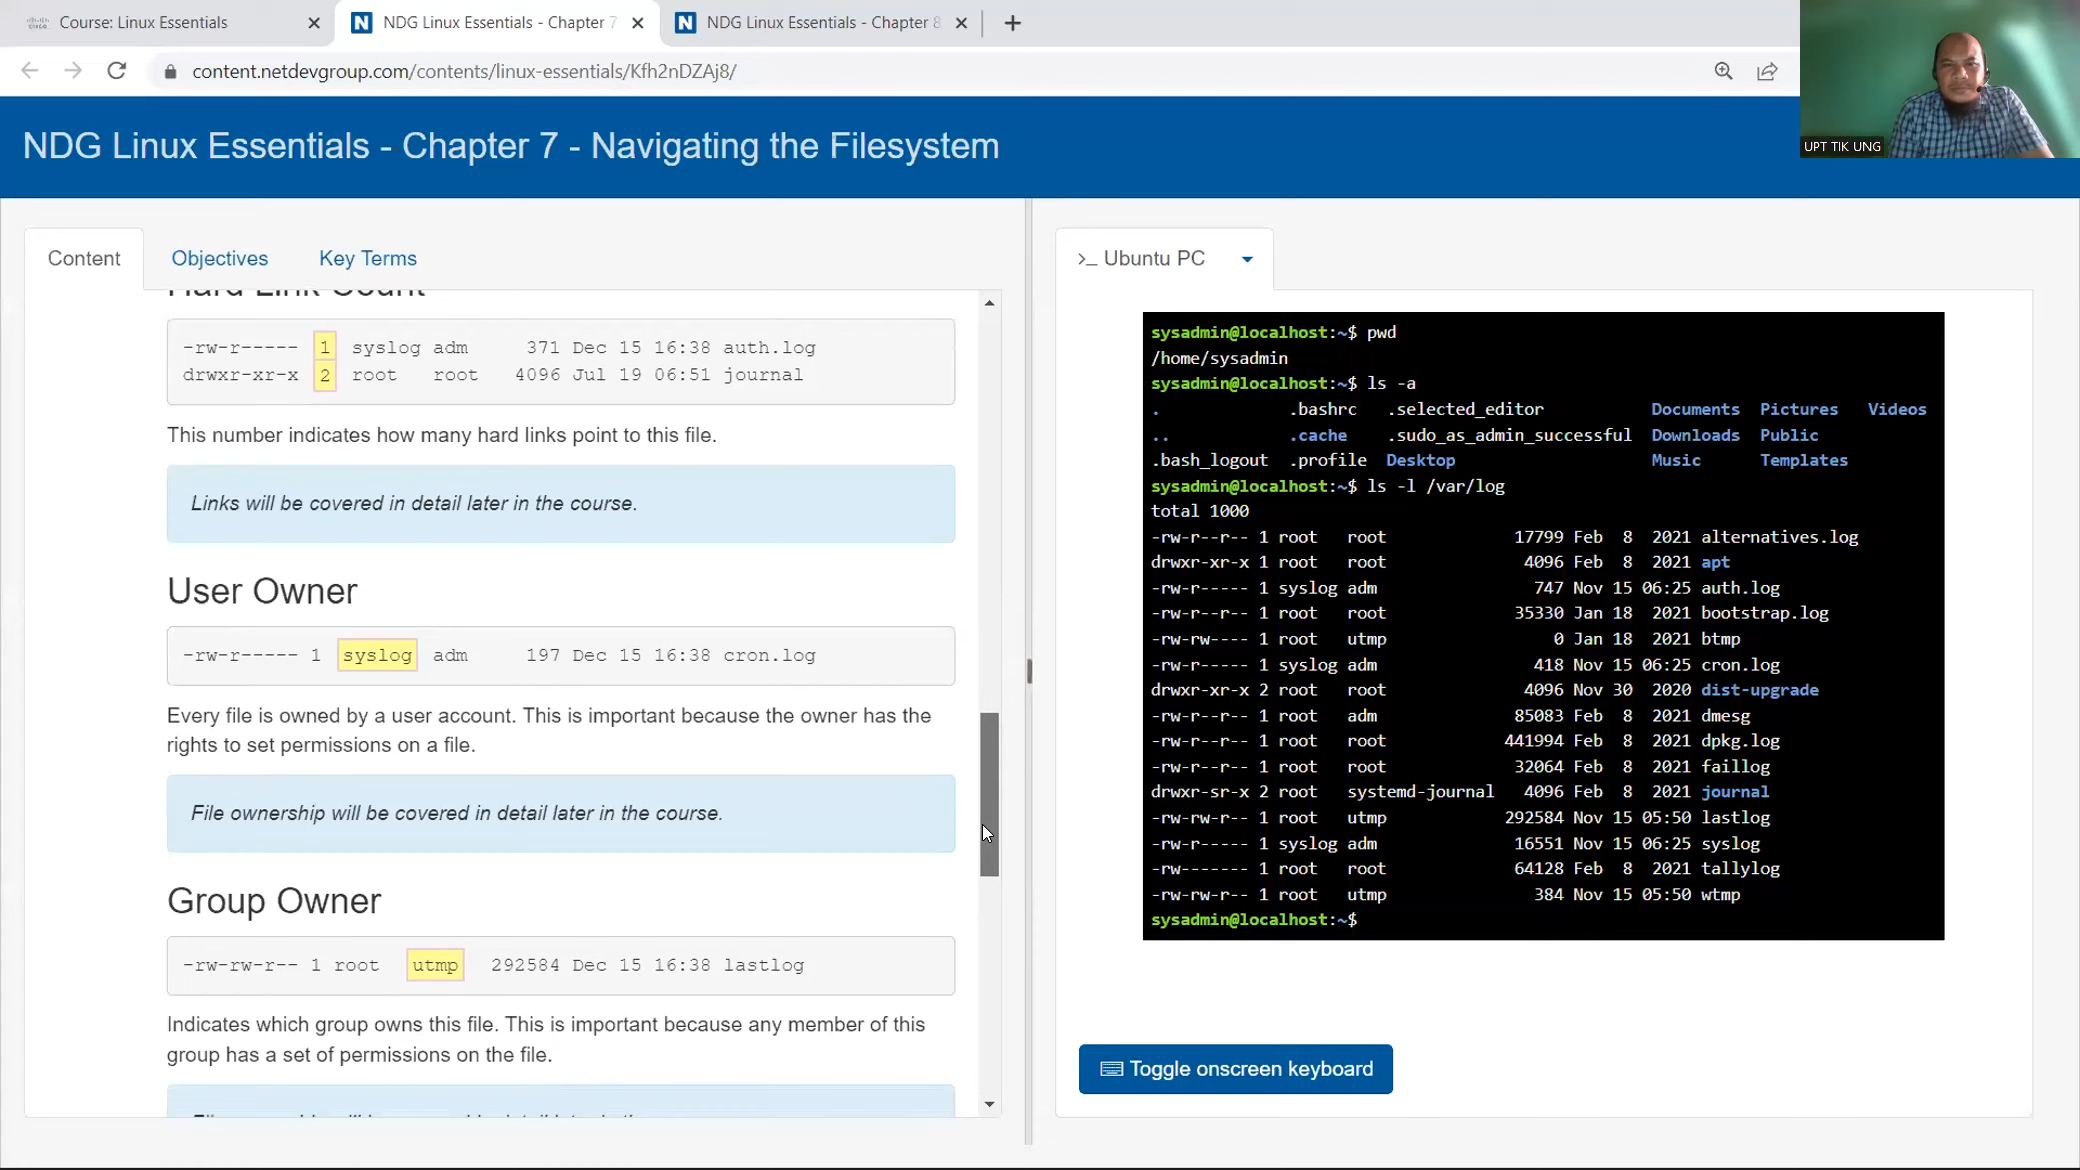 Course: Linux Essentials
NDG Linux Essentials - Chapter 7
NDG Linux Essentials - Chapter 8
content.netdevgroup.com/contents/linux-essentials/Kfh2nDZAj8/
UPT TIK UNG
NDG Linux Essentials - Chapter 7 - Navigating the Filesystem
Content Objectives Key Terms
Hard Link Count
-rw-r----- 1 syslog adm 371 Dec 15 16:38 auth.log
drwxr-xr-x 2 root root 4096 Jul 19 06:51 journal
This number indicates how many hard links point to this file.
Links will be covered in detail later in the course.
User Owner
-rw-r----- 1 syslog adm 197 Dec 15 16:38 cron.log
Every file is owned by a user account. This is important because the owner has the
rights to set permissions on a file.
File ownership will be covered in detail later in the course.
Group Owner
-rw-rw-r-- 1 root utmp 292584 Dec 15 16:38 lastlog
Indicates which group owns this file. This is important because any member of this
group has a set of permissions on the file.
>_ Ubuntu PC
sysadmin@localhost:~$ pwd
/home/sysadmin
sysadmin@localhost:~$ ls -a
. .bashrc .selected_editor Documents Pictures Videos
.. .cache .sudo_as_admin_successful Downloads Public
.bash_logout .profile Desktop Music Templates
sysadmin@localhost:~$ ls -l /var/log
total 1000
-rw-r--r-- 1 root root 17799 Feb 8 2021 alternatives.log
drwxr-xr-x 1 root root 4096 Feb 8 2021 apt
-rw-r----- 1 syslog adm 747 Nov 15 06:25 auth.log
-rw-r--r-- 1 root root 35330 Jan 18 2021 bootstrap.log
-rw-rw---- 1 root utmp 0 Jan 18 2021 btmp
-rw-r----- 1 syslog adm 418 Nov 15 06:25 cron.log
drwxr-xr-x 2 root root 4096 Nov 30 2020 dist-upgrade
-rw-r--r-- 1 root adm 85083 Feb 8 2021 dmesg
-rw-r--r-- 1 root root 441994 Feb 8 2021 dpkg.log
-rw-r--r-- 1 root root 32064 Feb 8 2021 faillog
drwxr-sr-x 2 root systemd-journal 4096 Feb 8 2021 journal
-rw-rw-r-- 1 root utmp 292584 Nov 15 05:50 lastlog
-rw-r----- 1 syslog adm 16551 Nov 15 06:25 syslog
-rw------- 1 root root 64128 Feb 8 2021 tallylog
-rw-rw-r-- 1 root utmp 384 Nov 15 05:50 wtmp
sysadmin@localhost:~$
Toggle onscreen keyboard